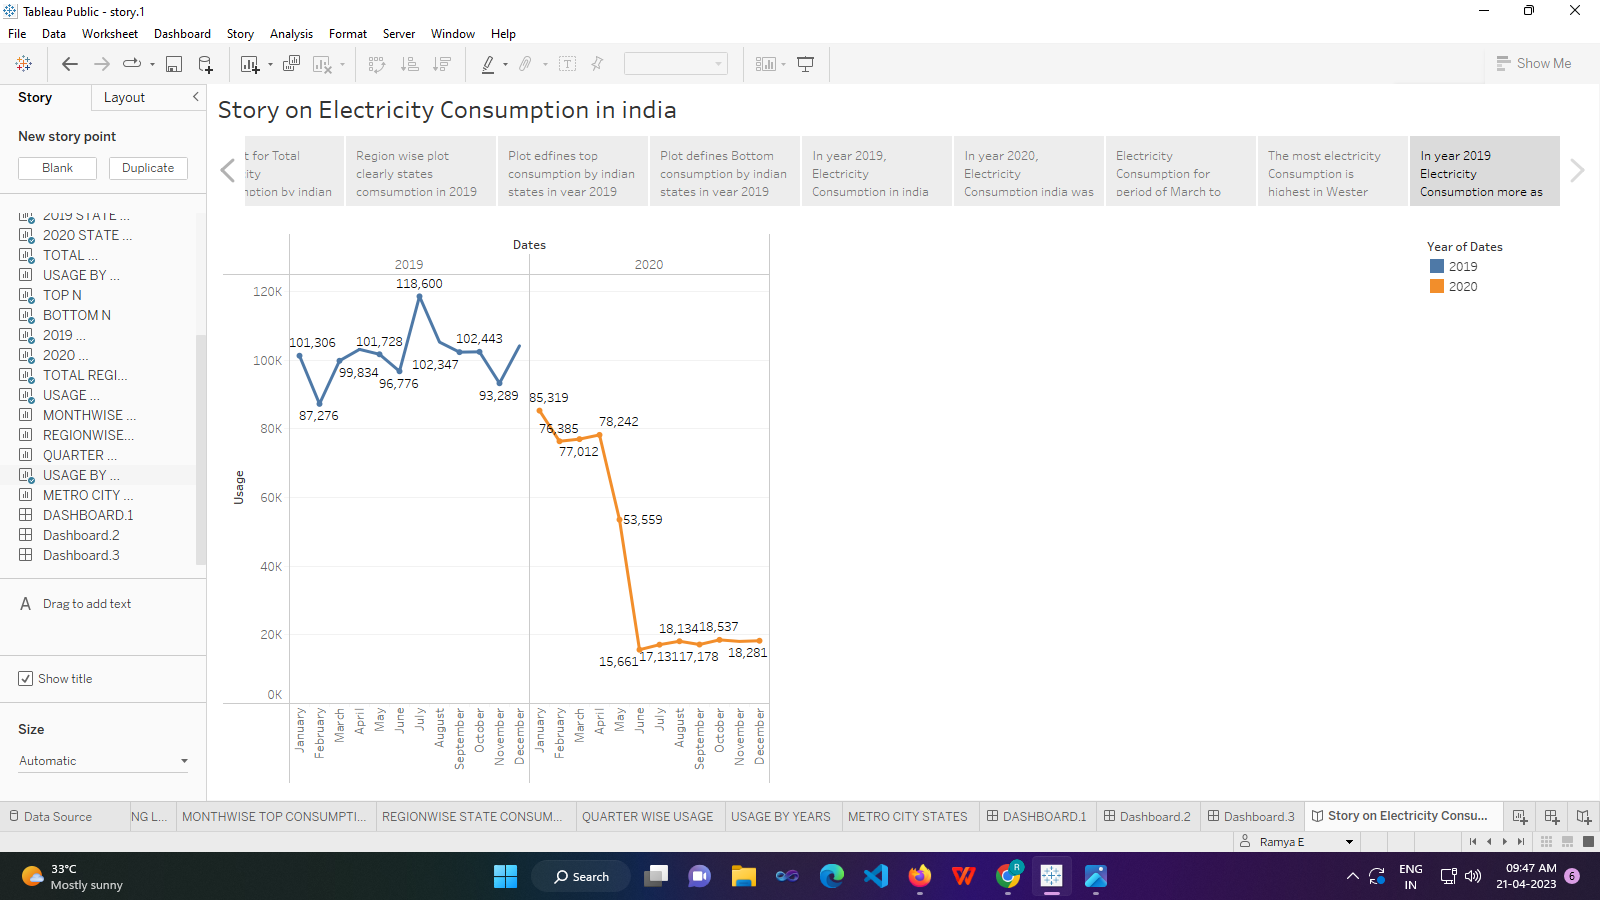 Tableau Public - story.1
File Data Worksheet Dashboard Story Analysis Format Server Window Help
Show Me
Story Layout
New story point
Blank Duplicate
2019 STATE ...
2020 STATE ...
TOTAL ...
USAGE BY ...
TOP N
BOTTOM N
2019 ...
2020 ...
TOTAL REGI...
USAGE ...
MONTHWISE ...
REGIONWISE...
QUARTER ...
USAGE BY ...
METRO CITY ...
DASHBOARD.1
Dashboard.2
Dashboard.3
A Drag to add text
Show title
Size
Automatic
Story on Electricity Consumption in india
t for Total
ity
nption by indian
Region wise plot
clearly states
comsumption in 2019
Plot edfines top
consumption by indian
states in year 2019
Plot defines Bottom
consumption by indian
states in year 2019
In year 2019,
Electricity
Consumption in india
In year 2020,
Electricity
Consumption india was
Electricity
Consumption for
period of March to
The most electricity
Consumption is
highest in Wester
In year 2019
Electricity
Consumption more as
Dates
2019 2020
Usage
120K
100K
80K
60K
40K
20K
0K
101,306
87,276
99,834
101,728
96,776
118,600
102,347
102,443
93,289
85,319
76,385
77,012
78,242
53,559
15,661
17,131
18,134
17,178
18,537
18,281
January
February
March
April
May
June
July
August
September
October
November
December
January
February
March
April
May
June
July
August
September
October
November
December
Year of Dates
2019
2020
Data Source NG L... MONTHWISE TOP CONSUMPTI... REGIONWISE STATE CONSUM... QUARTER WISE USAGE USAGE BY YEARS METRO CITY STATES DASHBOARD.1 Dashboard.2 Dashboard.3 Story on Electricity Consu...
Ramya E
33°C
Mostly sunny
Search
R
ENG
IN
09:47 AM
21-04-2023
6